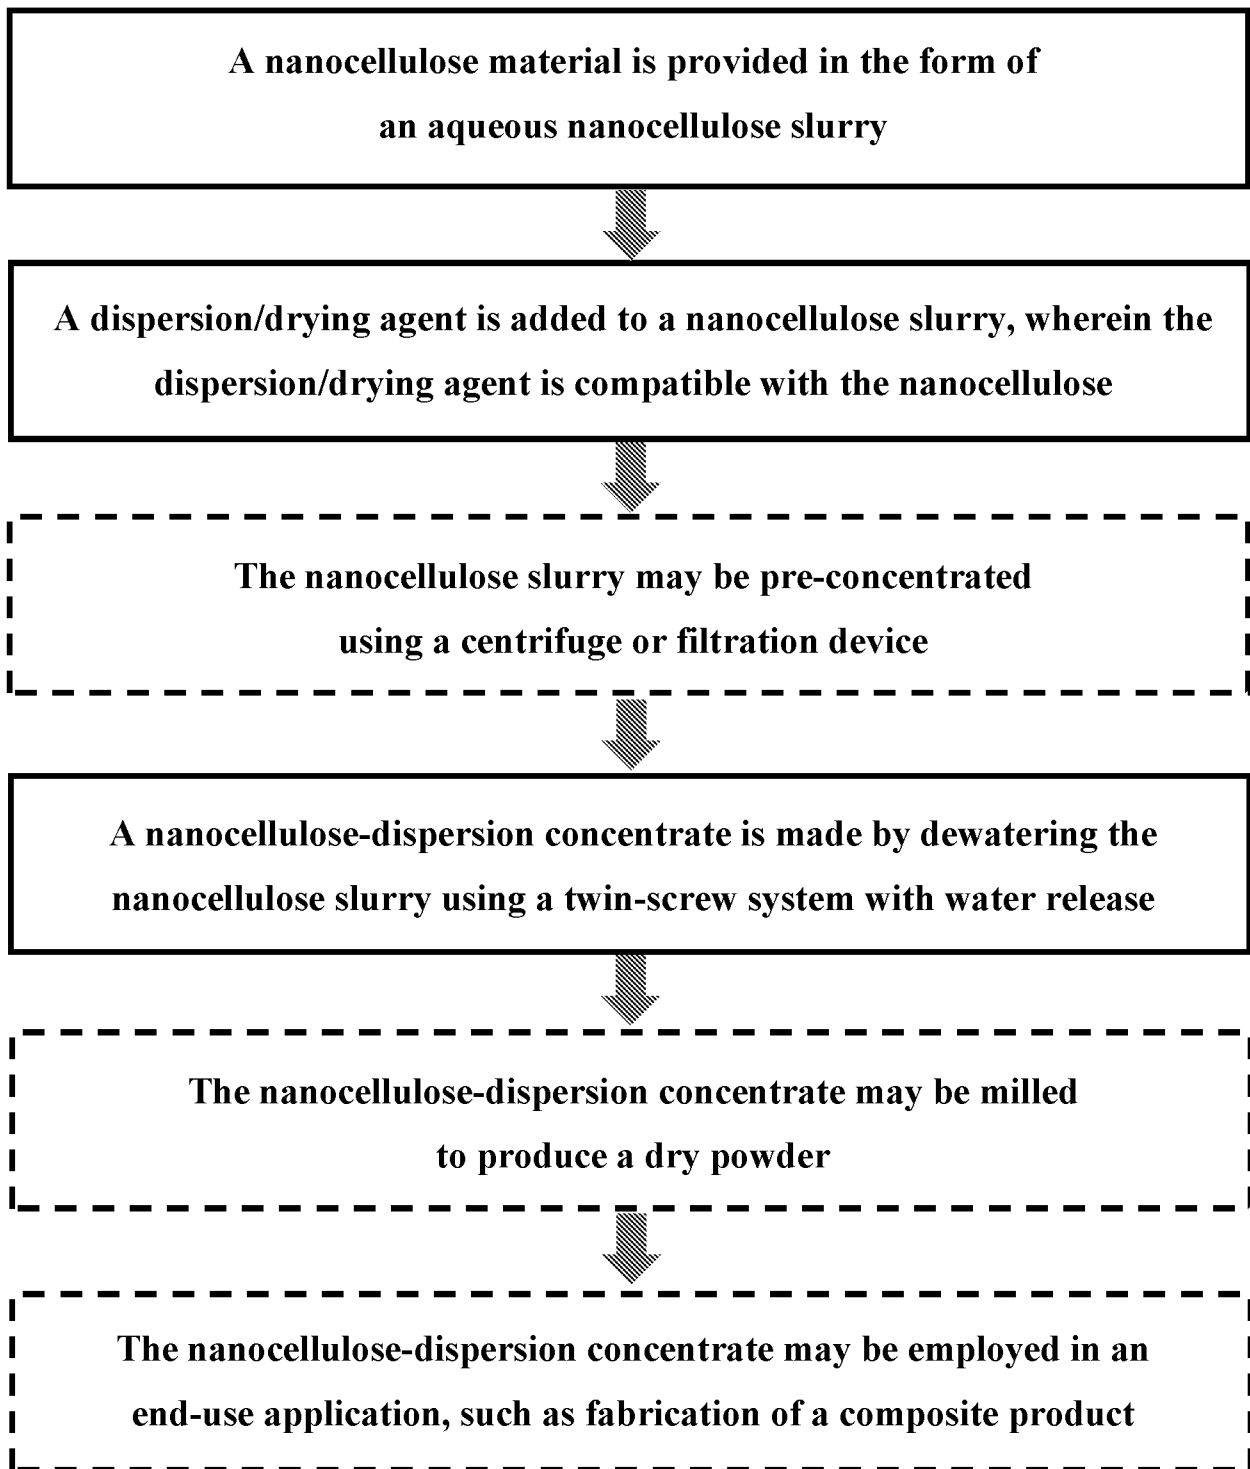 A nanocellulose material is provided in the form of
an aqueous nanocellulose slurry
A dispersion/drying agent is added to a nanocellulose slurry, wherein the
dispersion/drying agent is compatible with the nanocellulose
The nanocellulose slurry may be pre-concentrated
using a centrifuge or filtration device
A nanocellulose-dispersion concentrate is made by dewatering the
nanocellulose slurry using a twin-screw system with water release
The nanocellulose-dispersion concentrate may be milled
to produce a dry powder
The nanocellulose-dispersion concentrate may be employed in an
end-use application, such as fabrication of a composite product